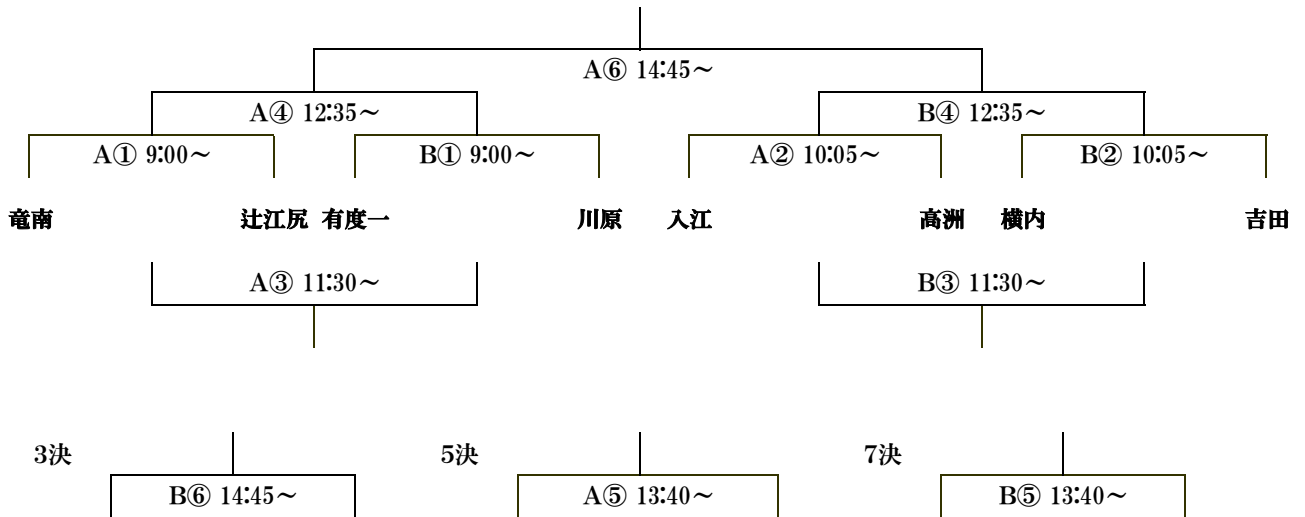 A⑥ 14:45～
A④ 12:35～ B④ 12:35～
A① 9:00～ B① 9:00～ A② 10:05～ B② 10:05～
竜南 辻江尻 有度一 川原 入江 高洲 横内 吉田
A③ 11:30～ B③ 11:30～
3決 5決 7決
B⑥ 14:45～ A⑤ 13:40～ B⑤ 13:40～